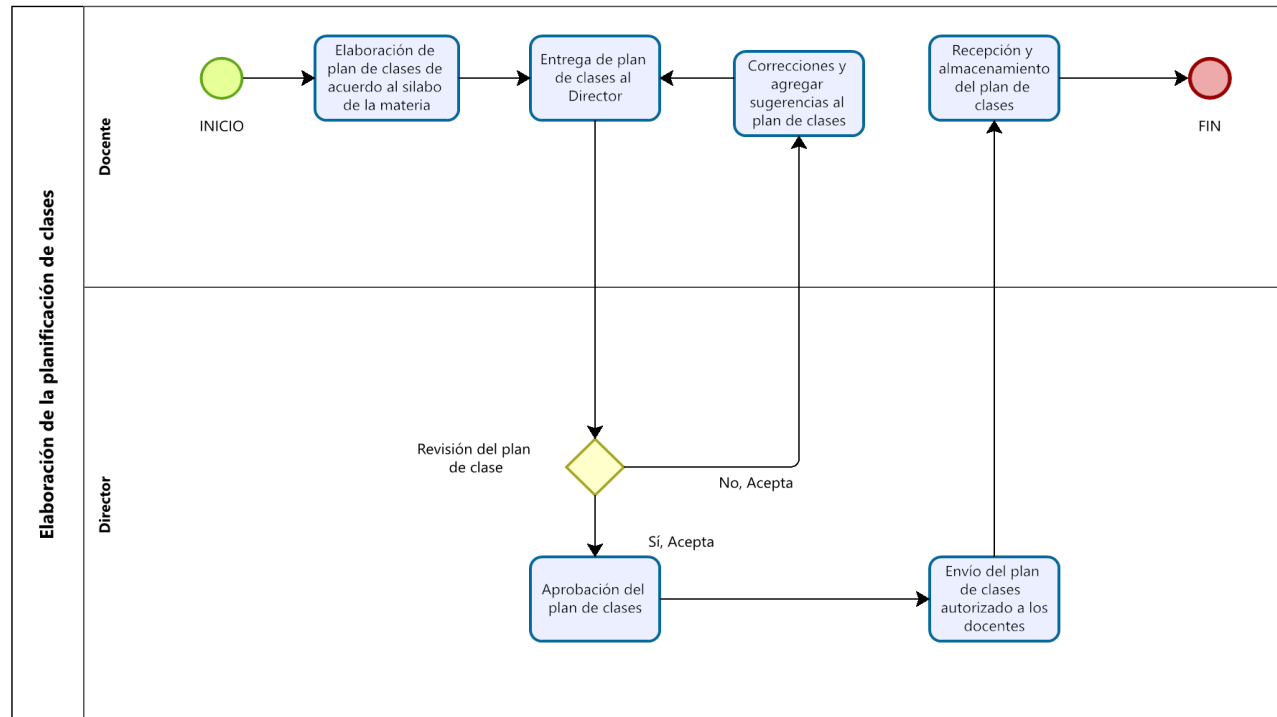 Elaboración de la planificación de clases
Docente
INICIO
Elaboración de
plan de clases de
acuerdo al silabo
de la materia
Entrega de plan
de clases al
Director
Correcciones y
agregar
sugerencias al
plan de clases
Recepción y
almacenamiento
del plan de
clases
FIN
Director
Revisión del plan
de clase
No, Acepta
Sí, Acepta
Aprobación del
plan de clases
Envío del plan
de clases
autorizado a los
docentes